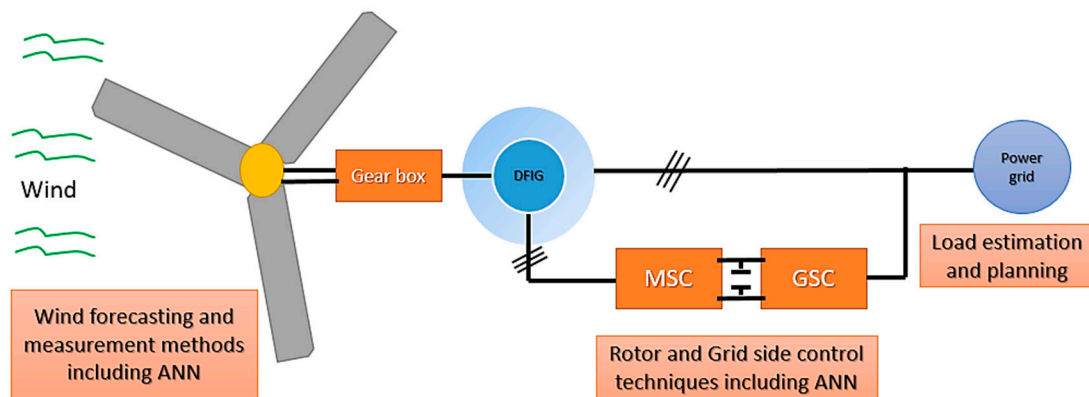 Wind
Gear box
DFIG
Power
grid
MSC
GSC
Load estimation
and planning
Wind forecasting and
measurement methods
including ANN
Rotor and Grid side control
techniques including ANN